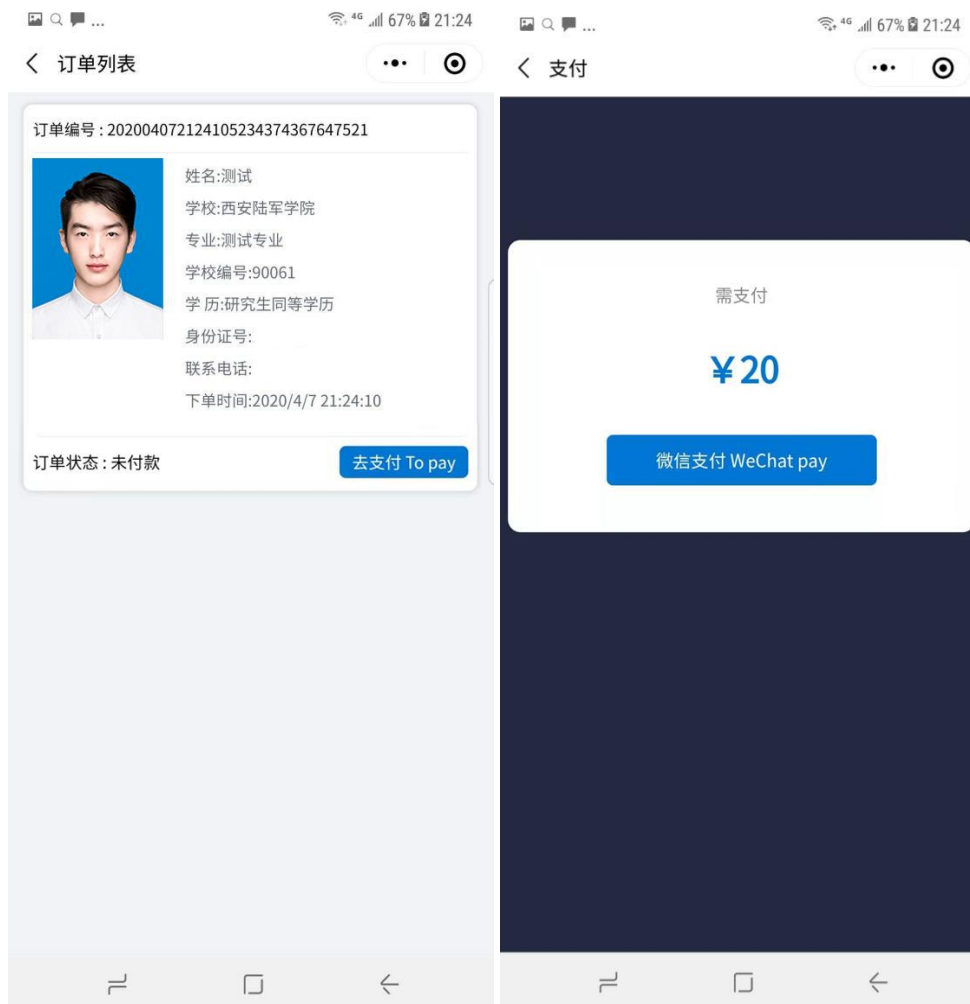 ... 4G 67% 21:24
订单列表
订单编号 : 20200407212410523437436764​7521
姓名:测试
学校:西安陆军学院
专业:测试专业
学校编号:90061
学 历:研究生同等学历
身份证号:
联系电话:
下单时间:2020/4/7 21:24:10
订单状态 : 未付款
去支付 To pay
... 4G 67% 21:24
支付
需支付
￥20
微信支付 WeChat pay